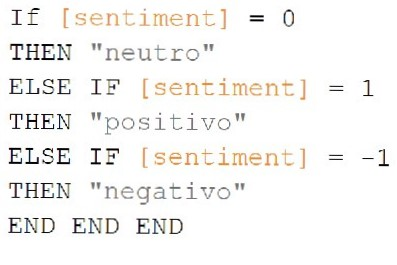 If [sentiment] = 0
THEN "neutro"
ELSE IF [sentiment] = 1
THEN "positivo"
ELSE IF [sentiment] = -1
THEN "negativo"
END END END